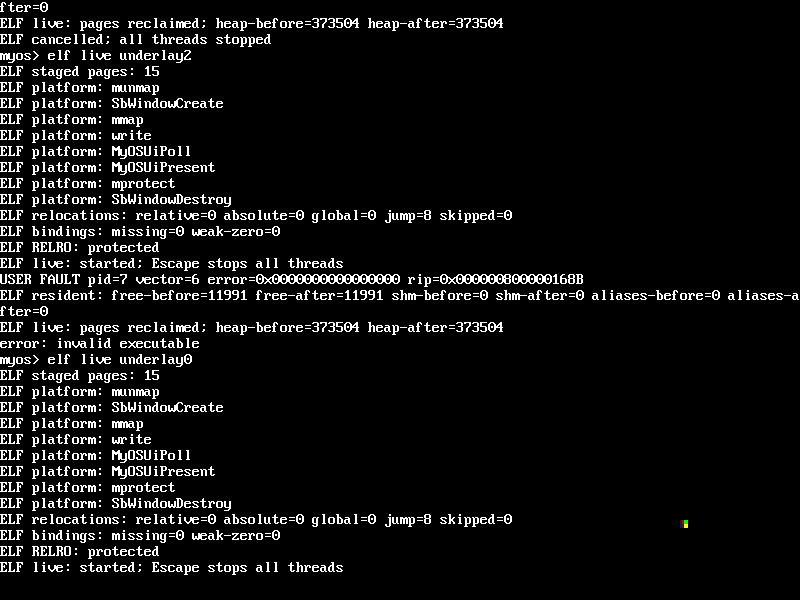 fter=0
ELF live: pages reclaimed; heap-before=373504 heap-after=373504
ELF cancelled; all threads stopped
myos> elf live underlay2
ELF staged pages: 15
ELF platform: munmap
ELF platform: SbWindowCreate
ELF platform: mmap
ELF platform: write
ELF platform: MyOSUiPoll
ELF platform: MyOSUiPresent
ELF platform: mprotect
ELF platform: SbWindowDestroy
ELF relocations: relative=0 absolute=0 global=0 jump=8 skipped=0
ELF bindings: missing=0 weak-zero=0
ELF RELRO: protected
ELF live: started; Escape stops all threads
USER FAULT pid=7 vector=6 error=0x0000000000000000 rip=0x000000800000168B
ELF resident: free-before=11991 free-after=11991 shm-before=0 shm-after=0 aliases-before=0 aliases-a
fter=0
ELF live: pages reclaimed; heap-before=373504 heap-after=373504
error: invalid executable
myos> elf live underlay0
ELF staged pages: 15
ELF platform: munmap
ELF platform: SbWindowCreate
ELF platform: mmap
ELF platform: write
ELF platform: MyOSUiPoll
ELF platform: MyOSUiPresent
ELF platform: mprotect
ELF platform: SbWindowDestroy
ELF relocations: relative=0 absolute=0 global=0 jump=8 skipped=0
ELF bindings: missing=0 weak-zero=0
ELF RELRO: protected
ELF live: started; Escape stops all threads